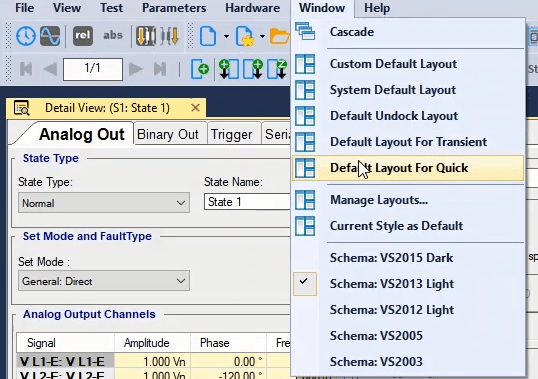 File View Test Parameters Hardware Window Help
rel abs
1/1
Detail View: (S1: State 1)
Analog Out Binary Out Trigger
State Type
State Type: State Name:
Normal State 1
Set Mode and FaultType
Set Mode :
General: Direct
Analog Output Channels
Signal Amplitude Phase
V L1-E: V L1-E 1.000 Vn 0.00 °
V L2-E: V L2-E 1.000 Vn -120.00 °
Cascade
Custom Default Layout
System Default Layout
Default Undock Layout
Default Layout For Transient
Default Layout For Quick
Manage Layouts...
Current Style as Default
Schema: VS2015 Dark
Schema: VS2013 Light
Schema: VS2012 Light
Schema: VS2005
Schema: VS2003